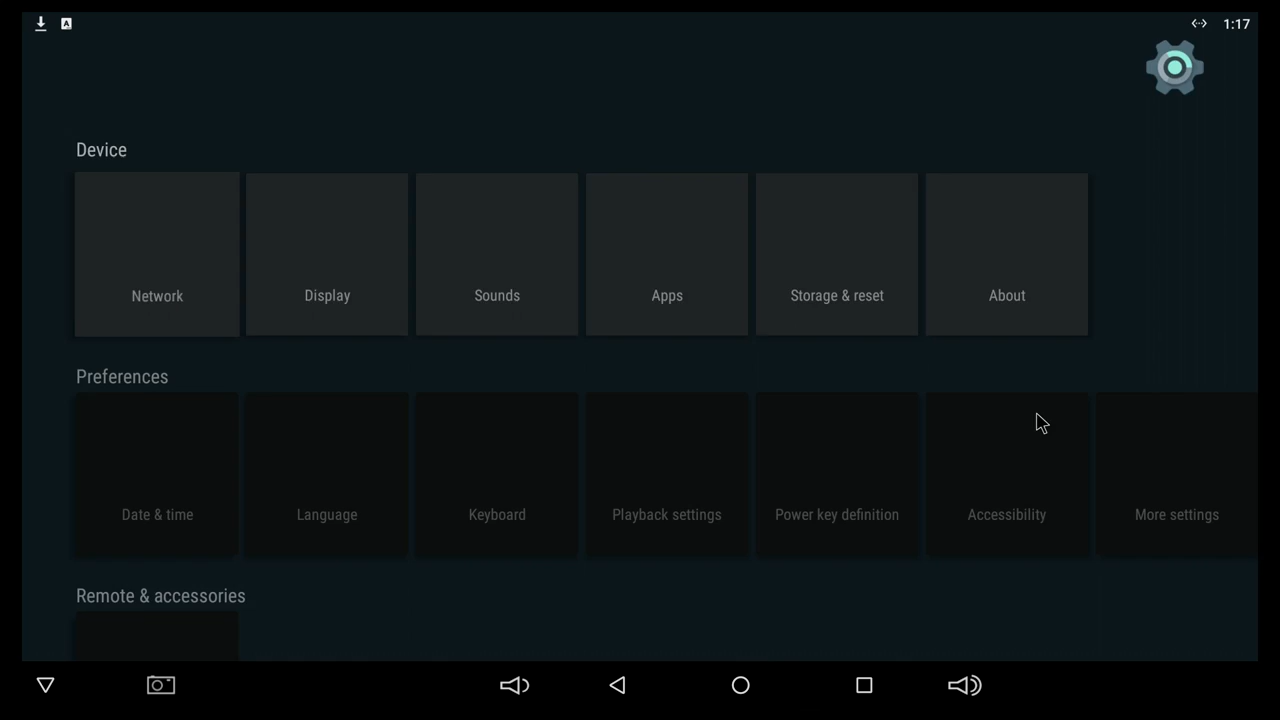 A
1:17
Device
Network
Display
Sounds
Apps
Storage & reset
About
Preferences
Date & time
Language
Keyboard
Playback settings
Power key definition
Accessibility
More settings
Remote & accessories